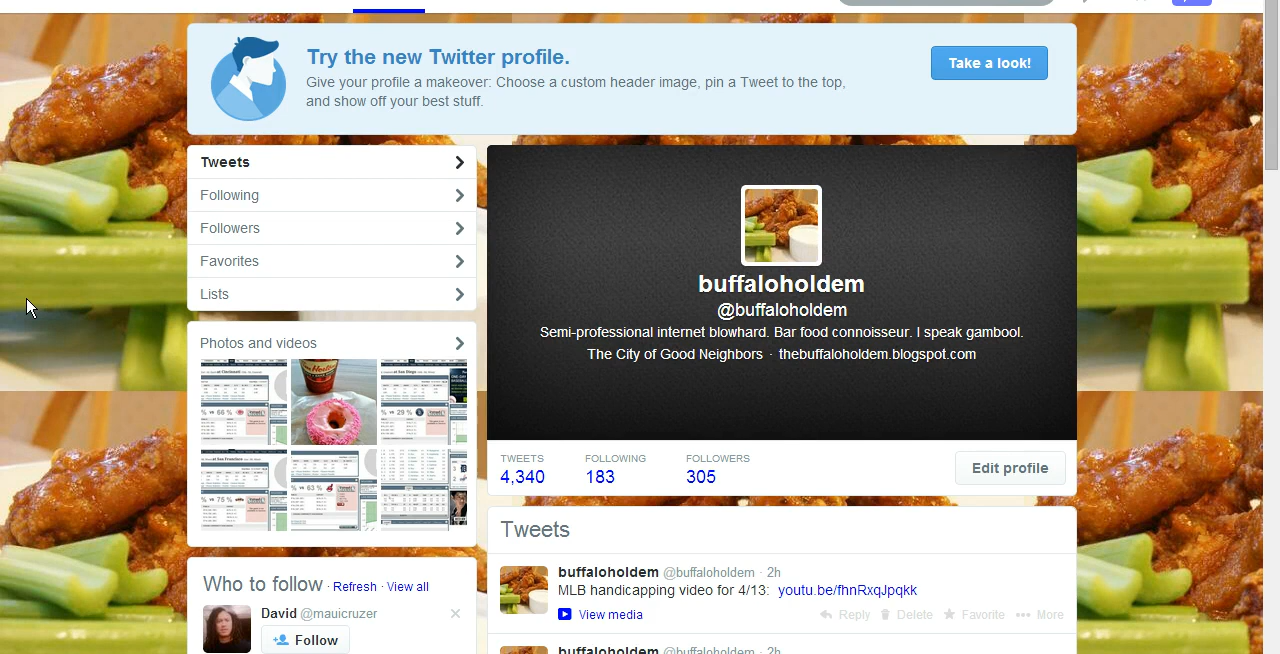 Try the new Twitter profile.
Give your profile a makeover: Choose a custom header image, pin a Tweet to the top,
and show off your best stuff.
Take a look!
Tweets
Following
Followers
Favorites
Lists
Photos and videos
buffaloholdem
@buffaloholdem
Semi-professional internet blowhard. Bar food connoisseur. I speak gambool.
The City of Good Neighbors · thebuffaloholdem.blogspot.com
TWEETS
4,340
FOLLOWING
183
FOLLOWERS
305
Edit profile
Tweets
buffaloholdem @buffaloholdem · 2h
MLB handicapping video for 4/13: youtu.be/fhnRxqJpqkk
View media
Reply
Delete
Favorite
More
buffaloholdem @buffaloholdem · 2h
Who to follow · Refresh · View all
David @mauicruzer
Follow